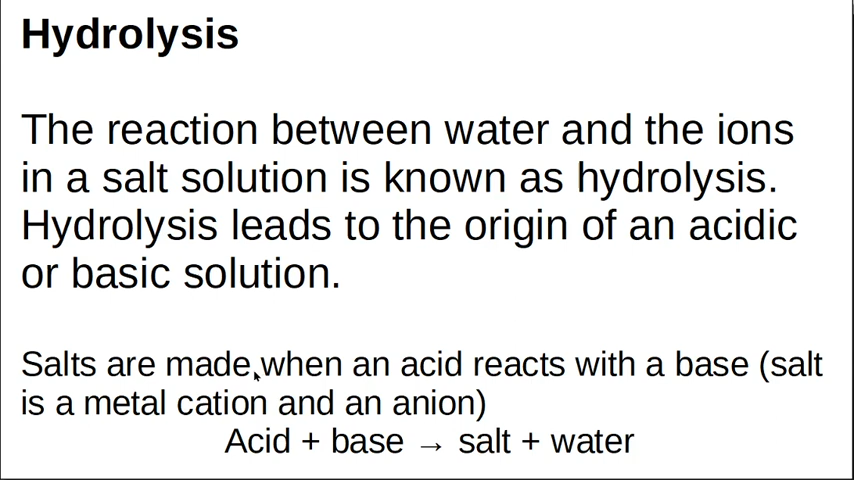 Hydrolysis
The reaction between water and the ions
in a salt solution is known as hydrolysis.
Hydrolysis leads to the origin of an acidic
or basic solution.
Salts are made when an acid reacts with a base (salt
is a metal cation and an anion)
Acid + base → salt + water